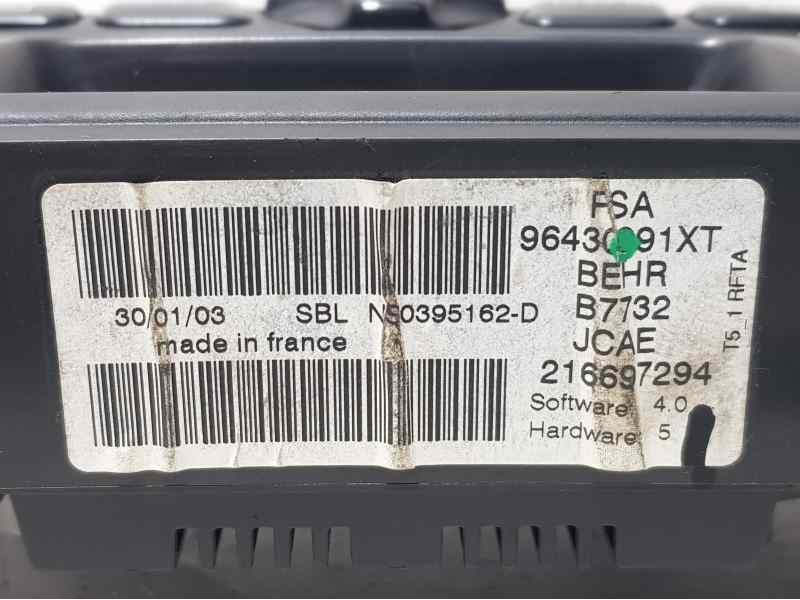 PSA
BEHR
B7732
JCAE
216697294
Software: 4.0
Hardware: 5
T5_1 RFTA
30/01/03 SBL N50395162-D
made in france